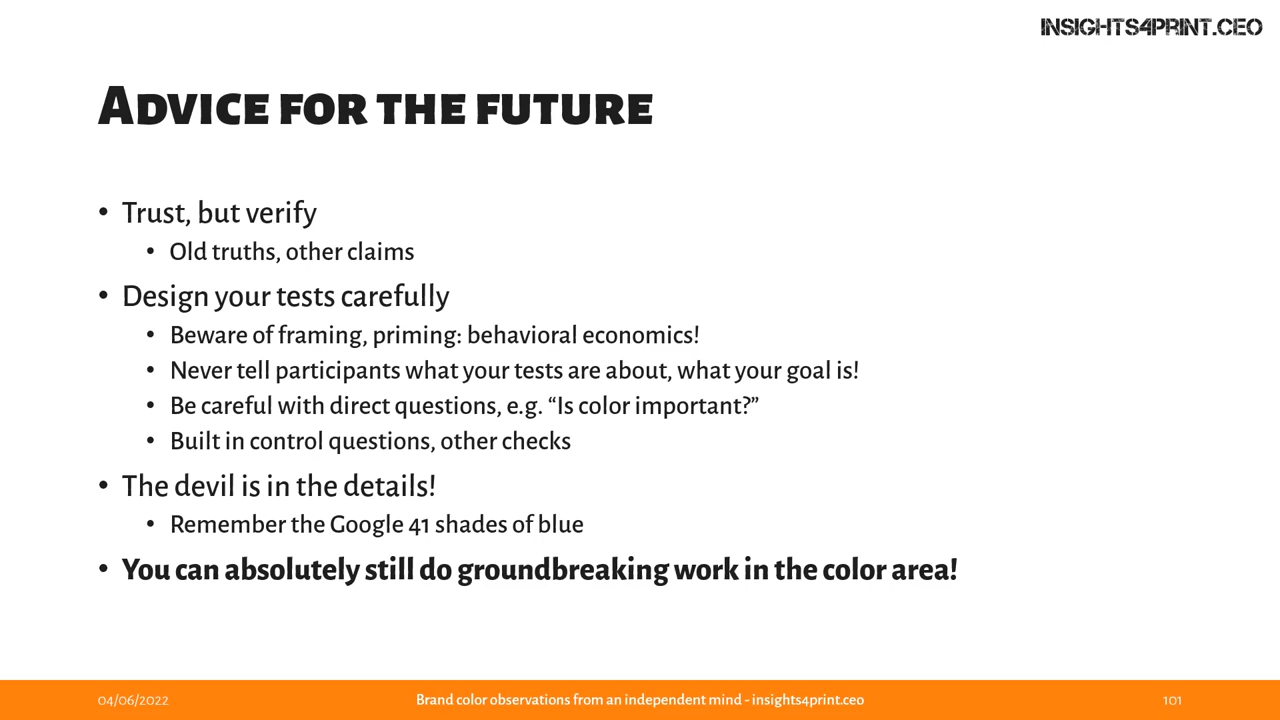 INSIGHTS4PRINT.CEO
Advice for the future
• Trust, but verify
• Old truths, other claims
• Design your tests carefully
• Beware of framing, priming: behavioral economics!
• Never tell participants what your tests are about, what your goal is!
• Be careful with direct questions, e.g. “Is color important?”
• Built in control questions, other checks
• The devil is in the details!
• Remember the Google 41 shades of blue
• You can absolutely still do groundbreaking work in the color area!
04/06/2022
Brand color observations from an independent mind - insights4print.ceo
101